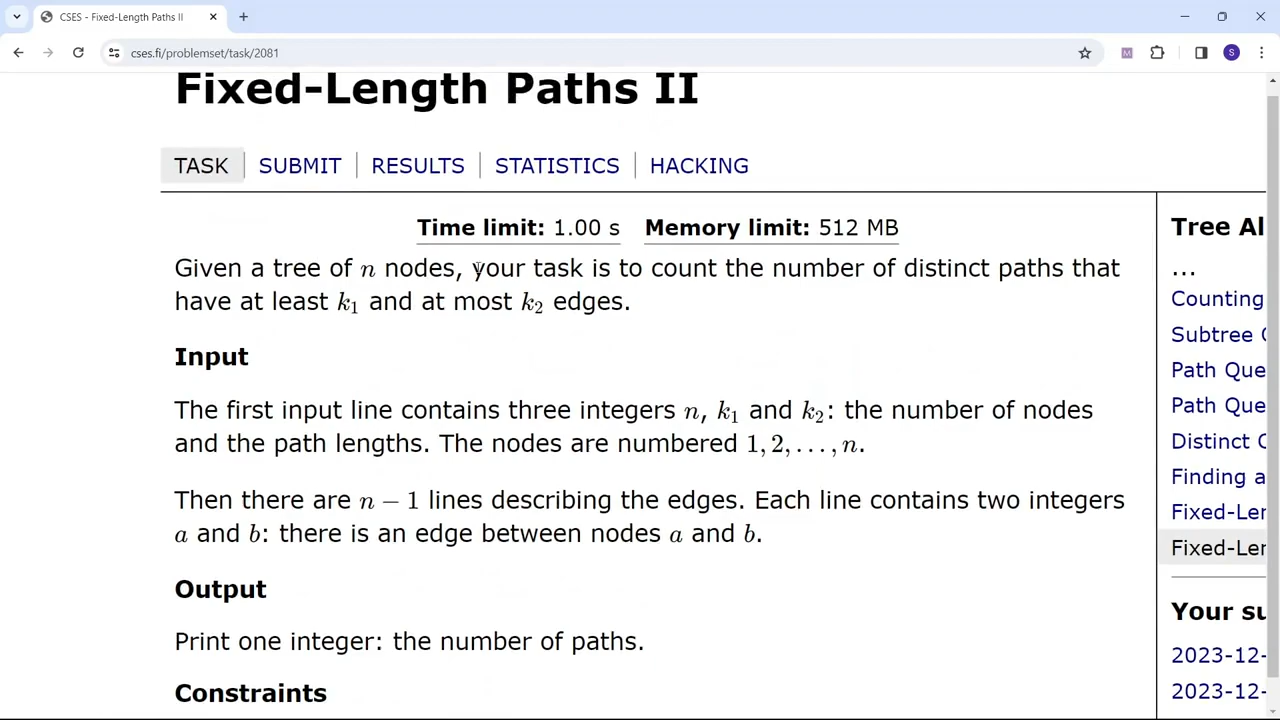 CSES - Fixed-Length Paths II
cses.fi/problemset/task/2081
M
S
Fixed-Length Paths II
TASK SUBMIT RESULTS STATISTICS HACKING
Time limit: 1.00 s Memory limit: 512 MB
Given a tree of n nodes, your task is to count the number of distinct paths that
have at least k₁ and at most k₂ edges.
Input
The first input line contains three integers n, k₁ and k₂: the number of nodes
and the path lengths. The nodes are numbered 1, 2, . . . , n.
Then there are n − 1 lines describing the edges. Each line contains two integers
a and b: there is an edge between nodes a and b.
Output
Print one integer: the number of paths.
Constraints
Tree Al
...
Counting
Subtree
Path Que
Path Que
Distinct
Finding a
Fixed-Ler
Fixed-Ler
Your su
2023-12-
2023-12-